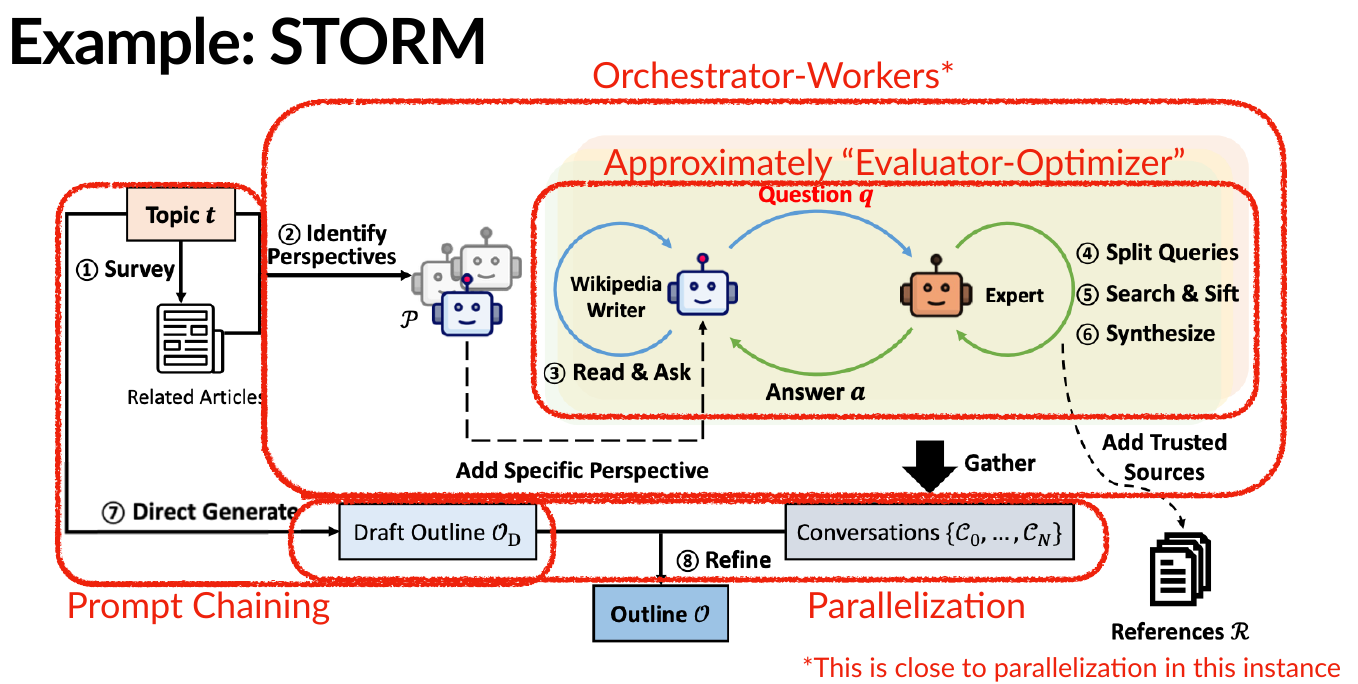 Example: STORM
Orchestrator-Workers*
Approximately “Evaluator-Optimizer”
Question q
Topic t
① Survey
Related Articles
② Identify
Perspectives
𝒫
Wikipedia
Writer
③ Read & Ask
Expert
④ Split Queries
⑤ Search & Sift
⑥ Synthesize
Answer a
Add Specific Perspective
Gather
Add Trusted
Sources
⑦ Direct Generate
Draft Outline 𝒪_D
Conversations {𝒞₀, …, 𝒞_N}
⑧ Refine
Outline 𝒪
References ℛ
Prompt Chaining
Parallelization
*This is close to parallelization in this instance